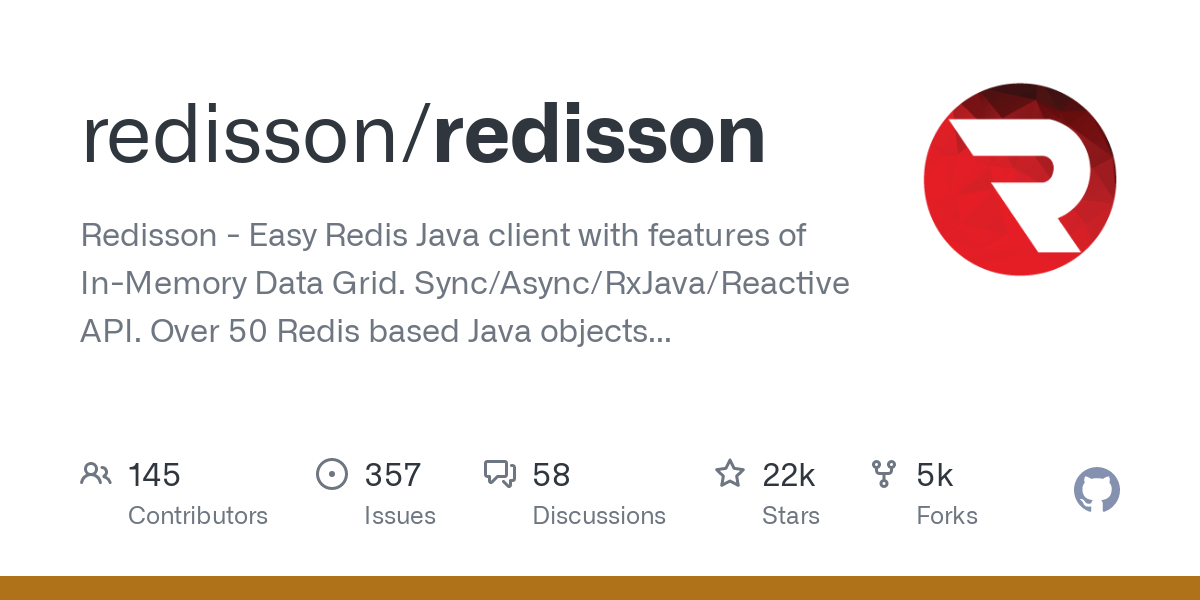 redisson/redisson
Redisson - Easy Redis Java client with features of
In-Memory Data Grid. Sync/Async/RxJava/Reactive
API. Over 50 Redis based Java objects...
145 357 58 22k 5k
Contributors Issues Discussions Stars Forks